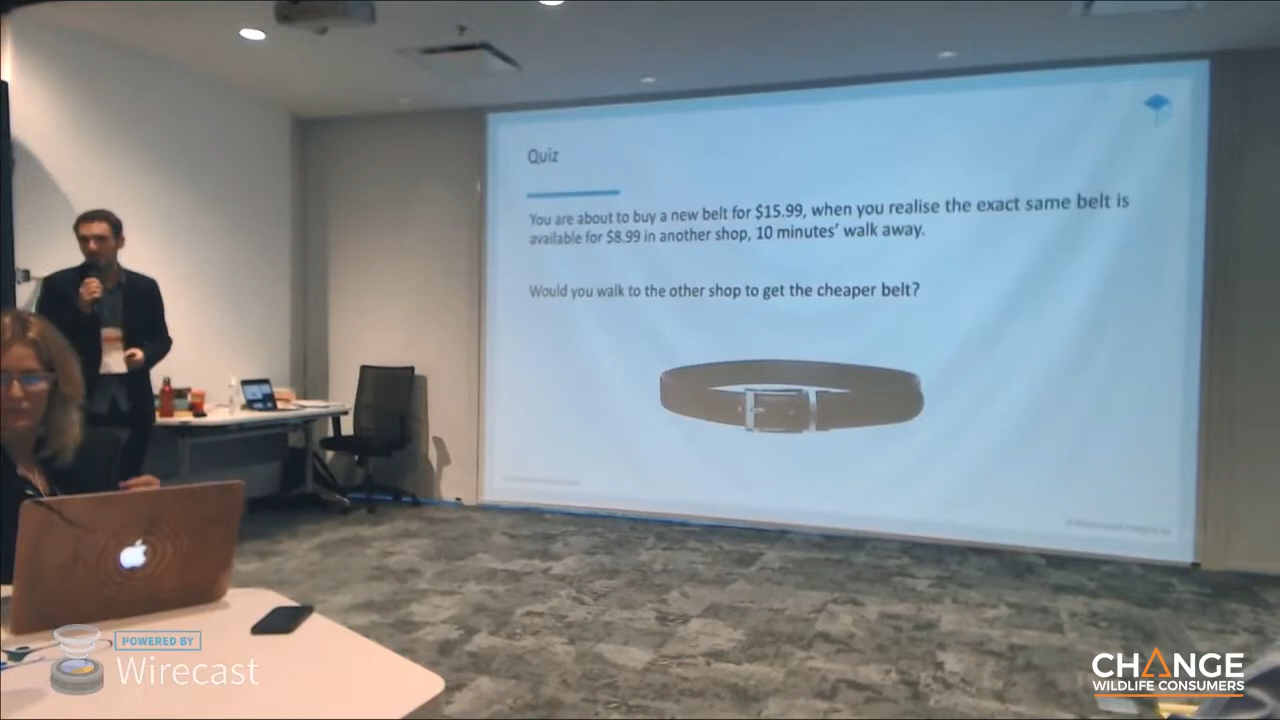 Quiz
You are about to buy a new belt for $15.99, when you realise the exact same belt is
available for $8.99 in another shop, 10 minutes’ walk away.
Would you walk to the other shop to get the cheaper belt?
POWERED BY
Wirecast
CHANGE
WILDLIFE CONSUMERS